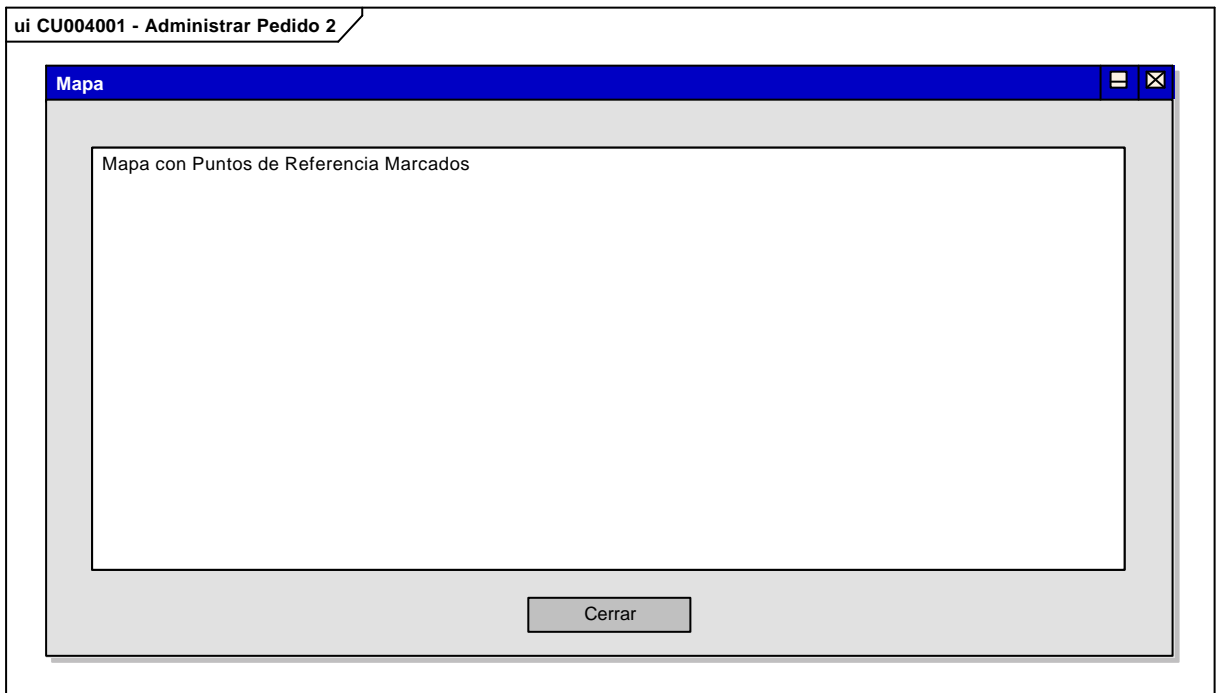 ui CU004001 - Administrar Pedido 2
Mapa
Mapa con Puntos de Referencia Marcados
Cerrar